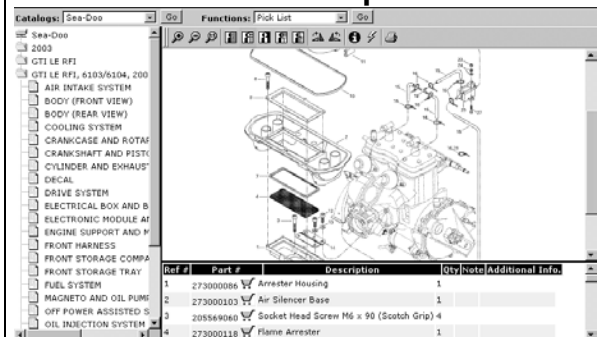 Catalogs: Sea-Doo Go Functions: Pick List Go
Sea-Doo
2003
GTI LE RFI
GTI LE RFI, 6103/6104, 200
AIR INTAKE SYSTEM
BODY (FRONT VIEW)
BODY (REAR VIEW)
COOLING SYSTEM
CRANKCASE AND ROTAF
CRANKSHAFT AND PISTO
CYLINDER AND EXHAUS
DECAL
DRIVE SYSTEM
ELECTRICAL BOX AND B
ELECTRONIC MODULE AN
ENGINE SUPPORT AND M
FRONT HARNESS
FRONT STORAGE COMPA
FRONT STORAGE TRAY
FUEL SYSTEM
MAGNETO AND OIL PUMP
OFF POWER ASSISTED S
OIL INJECTION SYSTEM
Ref # Part # Description Qty Note Additional Info.
1 273000086 Arrester Housing 1
2 273000103 Air Silencer Base 1
3 205569060 Socket Head Screw M6 x 90 (Scotch Grip) 4
4 273000118 Flame Arrester 1